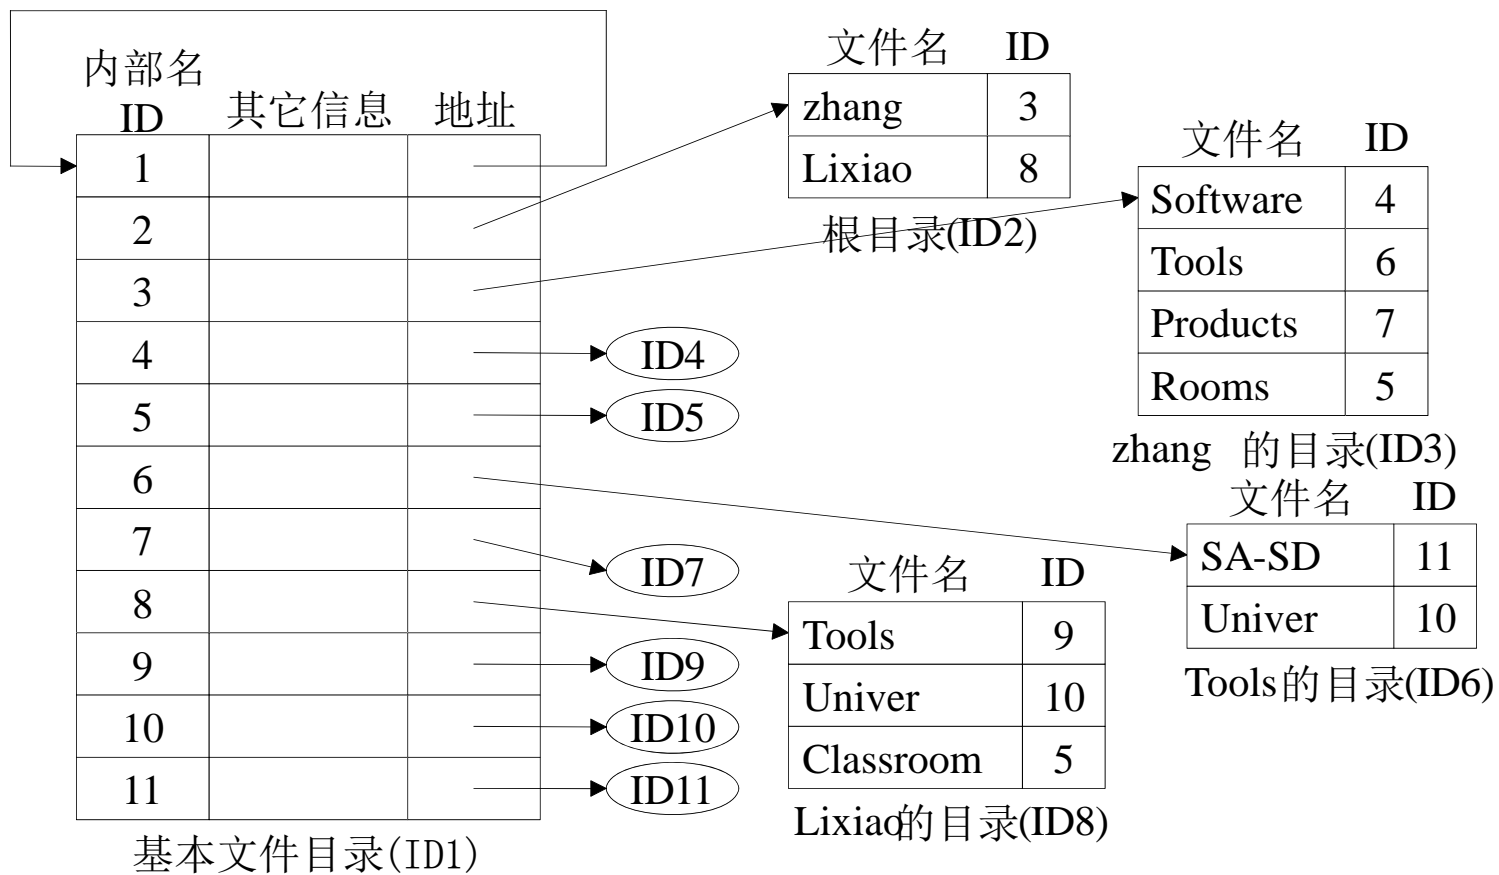 内部名
ID 其它信息 地址
1
2
3
4
5
6
7
8
9
10
11
基本文件目录(ID1)
ID4
ID5
ID7
ID9
ID10
ID11
文件名 ID
zhang 3
Lixiao 8
根目录(ID2)
文件名 ID
Software 4
Tools 6
Products 7
Rooms 5
zhang 的目录(ID3)
文件名 ID
SA-SD 11
Univer 10
Tools的目录(ID6)
文件名 ID
Tools 9
Univer 10
Classroom 5
Lixiao的目录(ID8)